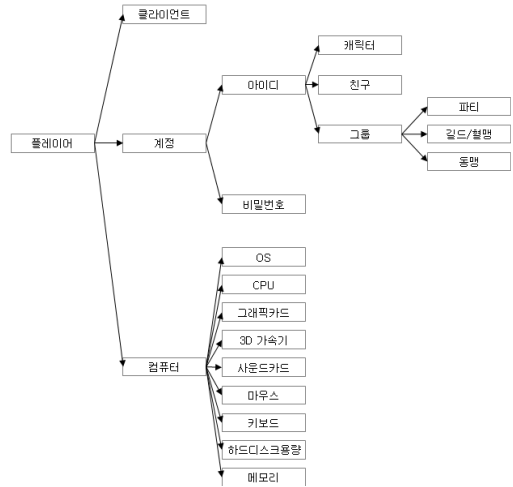 클라이언트
캐릭터
아이디
친구
파티
플레이어
계정
그룹
길드/혈맹
동맹
비밀번호
OS
CPU
그래픽카드
3D 가속기
컴퓨터
사운드카드
마우스
키보드
하드디스크용량
메모리